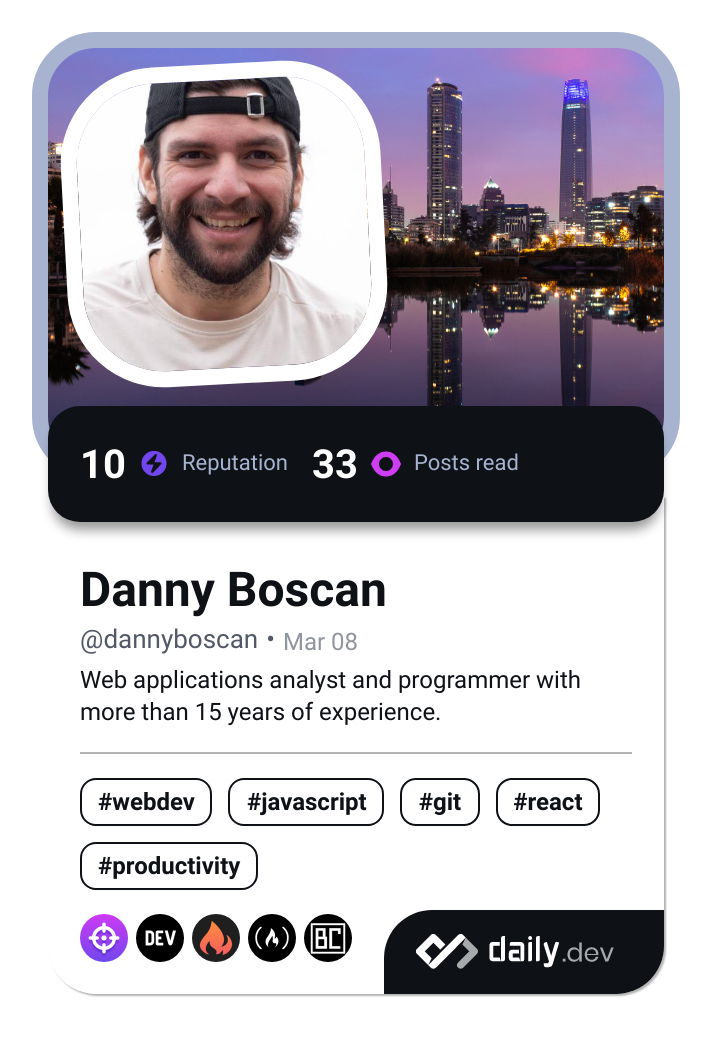 10 Reputation 33 Posts read
Danny Boscan
@dannyboscan • Mar 08
Web applications analyst and programmer with
more than 15 years of experience.
#webdev #javascript #git #react
#productivity
DEV BC
daily.dev